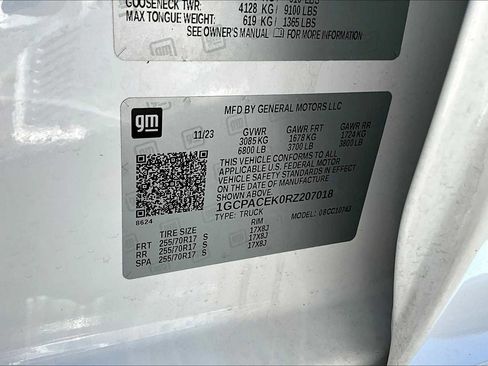 GOOSENECK TWR: 4128 KG / 9100 LBS
MAX TONGUE WEIGHT: 619 KG / 1365 LBS
SEE OWNER'S MANUAL FOR MORE INFORMATION
gm
MFD BY GENERAL MOTORS LLC
11/23 GVWR GAWR FRT GAWR RR
3085 KG 1678 KG 1724 KG
6800 LB 3700 LB 3800 LB
THIS VEHICLE CONFORMS TO ALL
APPLICABLE U.S. FEDERAL MOTOR
VEHICLE SAFETY STANDARDS IN EFFECT
ON THE DATE OF MANUFACTURE
SHOWN ABOVE.
1GCPACEK0RZ207018
TYPE: TRUCK MODEL:
8624
TIRE SIZE RIM
FRT 255/70R17 S 17X8J
RR 255/70R17 S 17X8J
SPA 255/70R17 S 17X8J